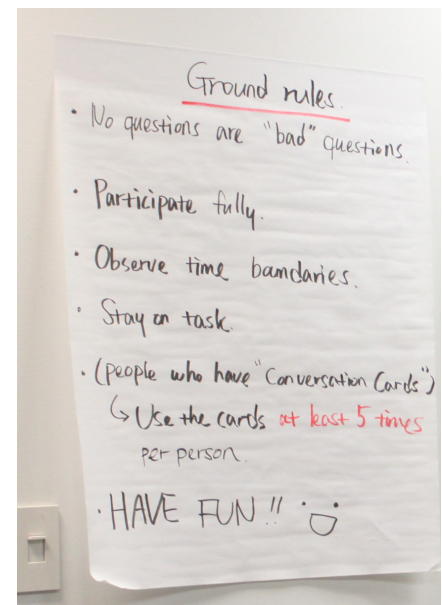 Ground rules.
• No questions are "bad" questions.
• Participate fully.
• Observe time bamdaries.
• Stay on task.
• (people who have "Conversation Cards")
↳ Use the cards at least 5 times
per person.
• HAVE FUN !!